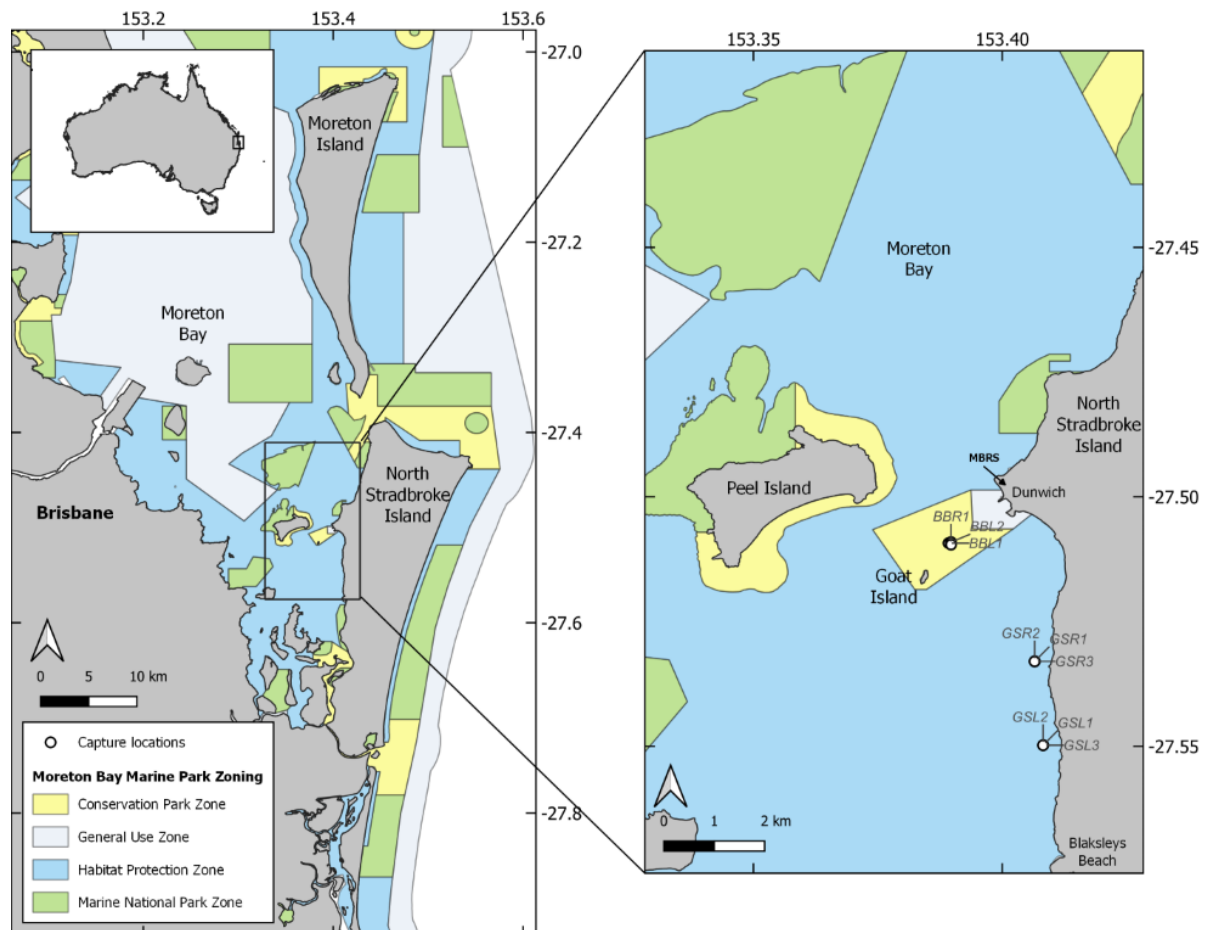 153.2
153.4
153.6
-27.0
-27.2
-27.4
-27.6
-27.8
Moreton
Island
Moreton
Bay
Brisbane
North
Stradbroke
Island
0
5
10 km
Capture locations
Moreton Bay Marine Park Zoning
Conservation Park Zone
General Use Zone
Habitat Protection Zone
Marine National Park Zone
153.35
153.40
-27.45
-27.50
-27.55
Moreton
Bay
North
Stradbroke
Island
MBRS
Dunwich
Peel Island
BBR1
BBL2
BBL1
Goat
Island
GSR2
GSR1
GSR3
GSL2
GSL1
GSL3
0
1
2 km
Blaksleys
Beach